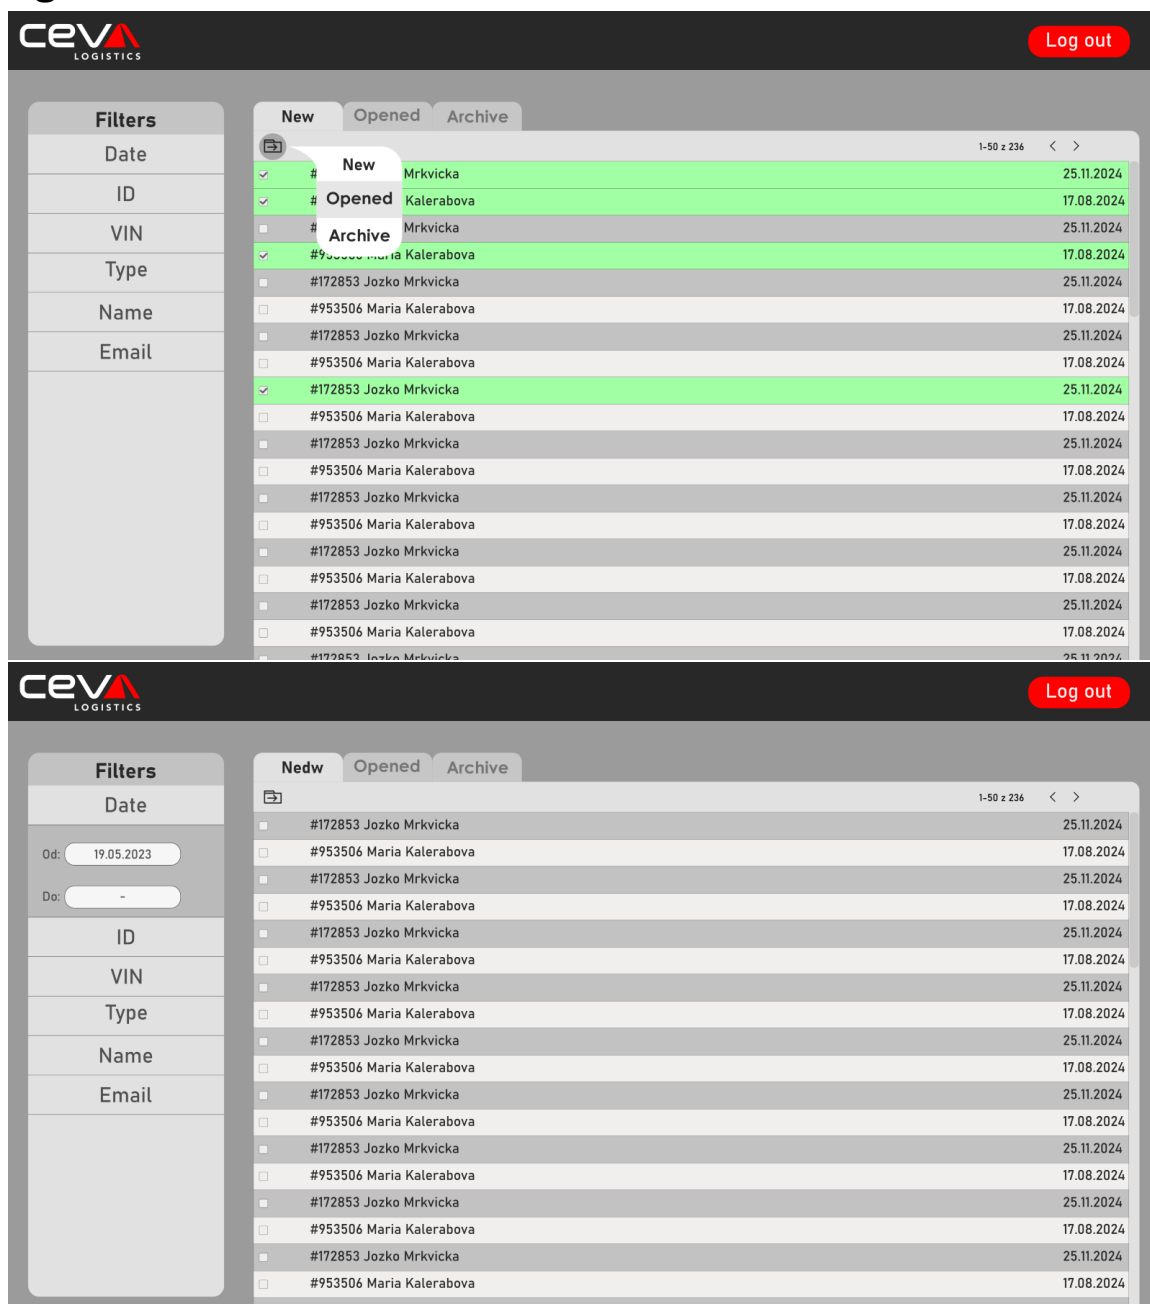 ceva
LOGISTICS
Log out
Filters
New Opened Archive
Date
1-50 z 236 < >
New
Opened
Archive
ID
VIN
Type
Name
Email
# Mrkvicka 25.11.2024
# Kalerabova 17.08.2024
# Mrkvicka 25.11.2024
Kalerabova 17.08.2024
#172853 Jozko Mrkvicka 25.11.2024
#953506 Maria Kalerabova 17.08.2024
#172853 Jozko Mrkvicka 25.11.2024
#953506 Maria Kalerabova 17.08.2024
#172853 Jozko Mrkvicka 25.11.2024
#953506 Maria Kalerabova 17.08.2024
#172853 Jozko Mrkvicka 25.11.2024
#953506 Maria Kalerabova 17.08.2024
#172853 Jozko Mrkvicka 25.11.2024
#953506 Maria Kalerabova 17.08.2024
#172853 Jozko Mrkvicka 25.11.2024
#953506 Maria Kalerabova 17.08.2024
#172853 Jozko Mrkvicka 25.11.2024
#953506 Maria Kalerabova 17.08.2024
#172853 Jozko Mrkvicka 25.11.2024
ceva
LOGISTICS
Log out
Filters
Nedw Opened Archive
Date
1-50 z 236 < >
Od: 19.05.2023
Do: -
ID
VIN
Type
Name
Email
#172853 Jozko Mrkvicka 25.11.2024
#953506 Maria Kalerabova 17.08.2024
#172853 Jozko Mrkvicka 25.11.2024
#953506 Maria Kalerabova 17.08.2024
#172853 Jozko Mrkvicka 25.11.2024
#953506 Maria Kalerabova 17.08.2024
#172853 Jozko Mrkvicka 25.11.2024
#953506 Maria Kalerabova 17.08.2024
#172853 Jozko Mrkvicka 25.11.2024
#953506 Maria Kalerabova 17.08.2024
#172853 Jozko Mrkvicka 25.11.2024
#953506 Maria Kalerabova 17.08.2024
#172853 Jozko Mrkvicka 25.11.2024
#953506 Maria Kalerabova 17.08.2024
#172853 Jozko Mrkvicka 25.11.2024
#953506 Maria Kalerabova 17.08.2024
#172853 Jozko Mrkvicka 25.11.2024
#953506 Maria Kalerabova 17.08.2024